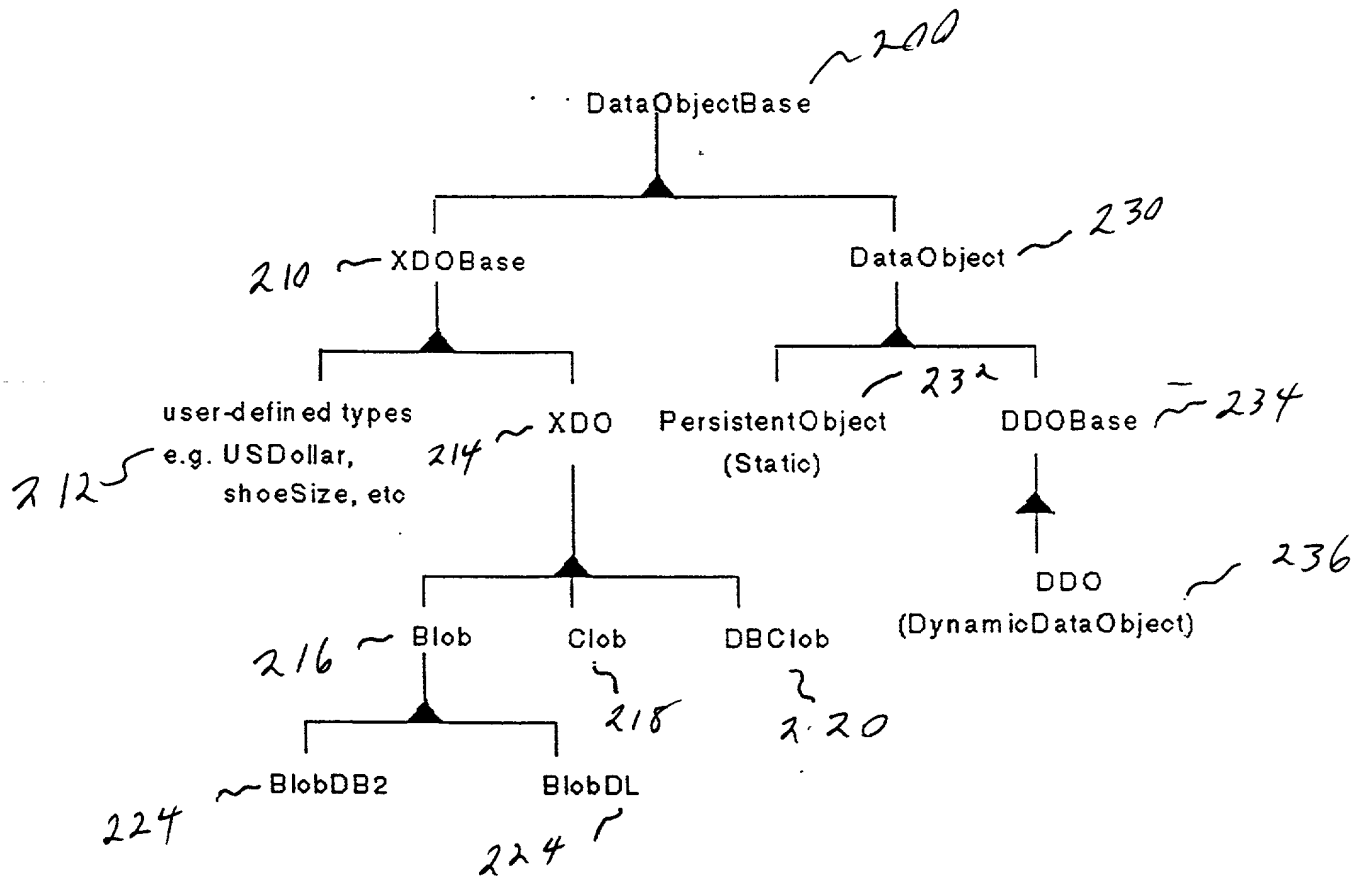 200
DataObjectBase
230
210 XDOBase
DataObject
232
user-defined types
e.g. USDollar,
shoeSize, etc
212
214 XDO
PersistentObject
(Static)
DDOBase 234
236
DDO
(DynamicDataObject)
216 Blob
Clob
DBClob
218
220
BlobDB2
BlobDL
224
224